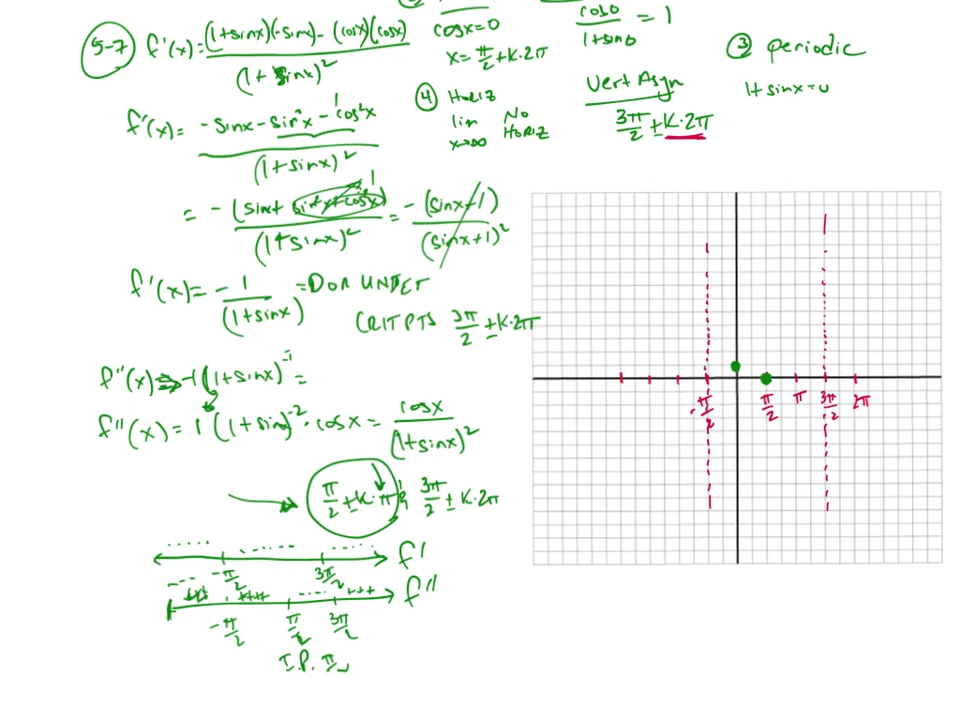 5-7 f'(x) = (1+sinx)(-sinx) - (cosx)(cosx) / (1 + sinx)²
cosx=0
x = π/2 + K·2π
cos0 / 1+sin0 = 1
③ periodic
1+sinx=0
④ Horiz
lim x→∞ No Horiz
Vert Asyn
3π/2 ± K·2π
f'(x) = -sinx - sin²x - cos²x / (1+sinx)²
1
= -(sinx + sin²x + cos²x) / (1+sinx)² = -(sinx+1) / (sinx+1)²
1
f'(x) = - 1/(1+sinx) = D or UNDEF
CRIT PTS 3π/2 ± K·2π
f''(x) → -1(1+sinx)⁻¹ =
f''(x) = 1(1+sinx)⁻² · cosx = cosx / (1+sinx)²
π/2 ± K·π & 3π/2 ± K·2π
f'
-π/2 3π/2
--- +++ +++ ---- +++ f''
-π/2 π/2 3π/2
I.P. π/2
-π/2 π/2 π 3π/2 2π